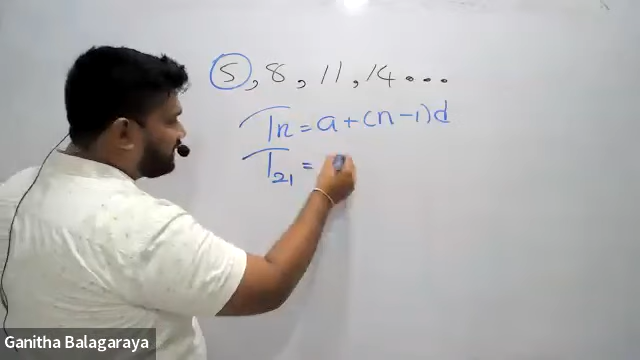 5, 8, 11, 14...
Tn = a + (n - 1)d
T21 =
Ganitha Balagaraya